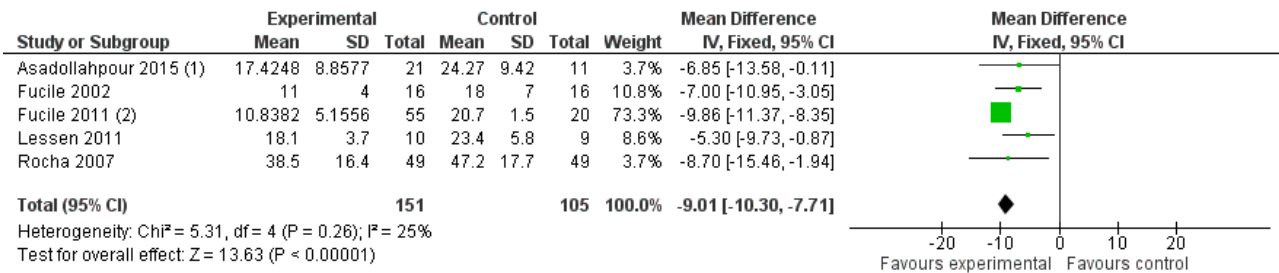 Experimental Control Mean Difference Mean Difference
Study or Subgroup Mean SD Total Mean SD Total Weight IV, Fixed, 95% CI IV, Fixed, 95% CI
Asadollahpour 2015 (1) 17.4248 8.8577 21 24.27 9.42 11 3.7% -6.85 [-13.58, -0.11]
Fucile 2002 11 4 16 18 7 16 10.8% -7.00 [-10.95, -3.05]
Fucile 2011 (2) 10.8382 5.1556 55 20.7 1.5 20 73.3% -9.86 [-11.37, -8.35]
Lessen 2011 18.1 3.7 10 23.4 5.8 9 8.6% -5.30 [-9.73, -0.87]
Rocha 2007 38.5 16.4 49 47.2 17.7 49 3.7% -8.70 [-15.46, -1.94]
Total (95% CI) 151 105 100.0% -9.01 [-10.30, -7.71]
Heterogeneity: Chi² = 5.31, df = 4 (P = 0.26); I² = 25%
Test for overall effect: Z = 13.63 (P < 0.00001)
-20 -10 0 10 20
Favours experimental Favours control